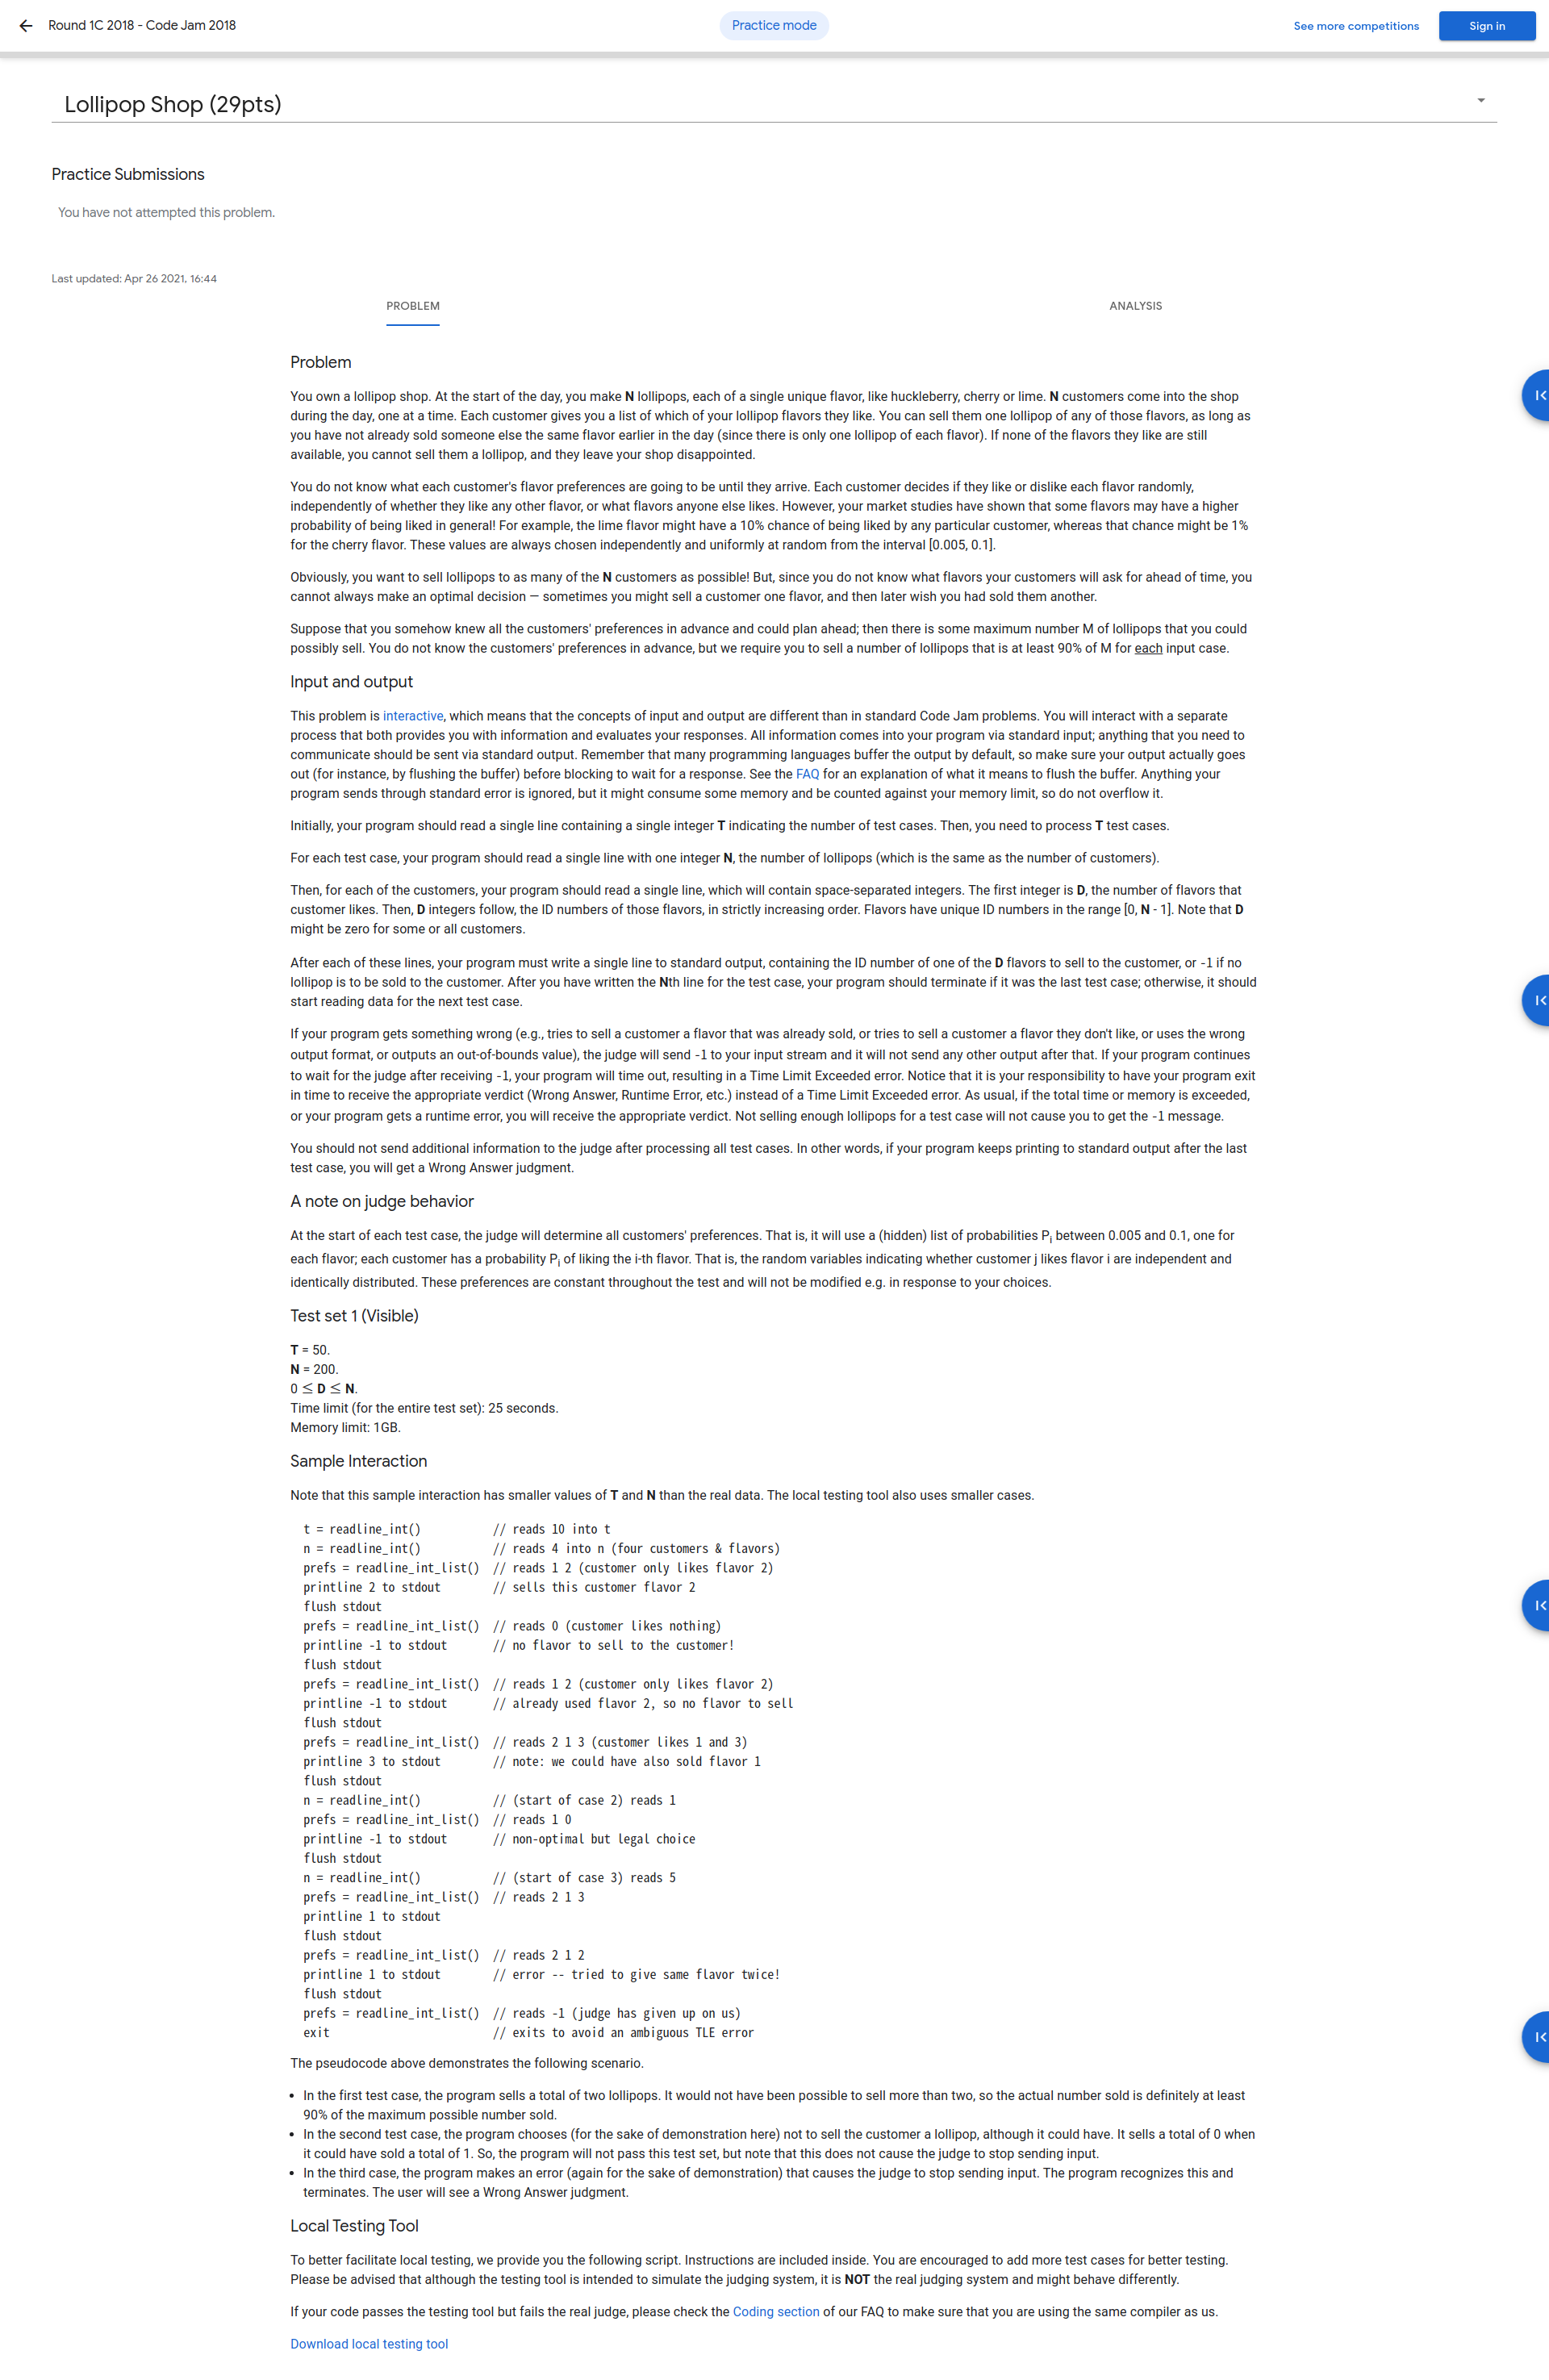 Round 1C 2018 - Code Jam 2018
Practice mode
See more competitions
Sign in
Lollipop Shop (29pts)
Practice Submissions
You have not attempted this problem.
Last updated: Apr 26 2021, 16:44
PROBLEM
ANALYSIS
Problem
You own a lollipop shop. At the start of the day, you make N lollipops, each of a single unique flavor, like huckleberry, cherry or lime. N customers come into the shop
during the day, one at a time. Each customer gives you a list of which of your lollipop flavors they like. You can sell them one lollipop of any of those flavors, as long as
you have not already sold someone else the same flavor earlier in the day (since there is only one lollipop of each flavor). If none of the flavors they like are still
available, you cannot sell them a lollipop, and they leave your shop disappointed.
You do not know what each customer's flavor preferences are going to be until they arrive. Each customer decides if they like or dislike each flavor randomly,
independently of whether they like any other flavor, or what flavors anyone else likes. However, your market studies have shown that some flavors may have a higher
probability of being liked in general! For example, the lime flavor might have a 10% chance of being liked by any particular customer, whereas that chance might be 1%
for the cherry flavor. These values are always chosen independently and uniformly at random from the interval [0.005, 0.1].
Obviously, you want to sell lollipops to as many of the N customers as possible! But, since you do not know what flavors your customers will ask for ahead of time, you
cannot always make an optimal decision — sometimes you might sell a customer one flavor, and then later wish you had sold them another.
Suppose that you somehow knew all the customers' preferences in advance and could plan ahead; then there is some maximum number M of lollipops that you could
possibly sell. You do not know the customers' preferences in advance, but we require you to sell a number of lollipops that is at least 90% of M for each input case.
Input and output
This problem is interactive, which means that the concepts of input and output are different than in standard Code Jam problems. You will interact with a separate
process that both provides you with information and evaluates your responses. All information comes into your program via standard input; anything that you need to
communicate should be sent via standard output. Remember that many programming languages buffer the output by default, so make sure your output actually goes
out (for instance, by flushing the buffer) before blocking to wait for a response. See the FAQ for an explanation of what it means to flush the buffer. Anything your
program sends through standard error is ignored, but it might consume some memory and be counted against your memory limit, so do not overflow it.
Initially, your program should read a single line containing a single integer T indicating the number of test cases. Then, you need to process T test cases.
For each test case, your program should read a single line with one integer N, the number of lollipops (which is the same as the number of customers).
Then, for each of the customers, your program should read a single line, which will contain space-separated integers. The first integer is D, the number of flavors that
customer likes. Then, D integers follow, the ID numbers of those flavors, in strictly increasing order. Flavors have unique ID numbers in the range [0, N - 1]. Note that D
might be zero for some or all customers.
After each of these lines, your program must write a single line to standard output, containing the ID number of one of the D flavors to sell to the customer, or -1 if no
lollipop is to be sold to the customer. After you have written the Nth line for the test case, your program should terminate if it was the last test case; otherwise, it should
start reading data for the next test case.
If your program gets something wrong (e.g., tries to sell a customer a flavor that was already sold, or tries to sell a customer a flavor they don't like, or uses the wrong
output format, or outputs an out-of-bounds value), the judge will send -1 to your input stream and it will not send any other output after that. If your program continues
to wait for the judge after receiving -1, your program will time out, resulting in a Time Limit Exceeded error. Notice that it is your responsibility to have your program exit
in time to receive the appropriate verdict (Wrong Answer, Runtime Error, etc.) instead of a Time Limit Exceeded error. As usual, if the total time or memory is exceeded,
or your program gets a runtime error, you will receive the appropriate verdict. Not selling enough lollipops for a test case will not cause you to get the -1 message.
You should not send additional information to the judge after processing all test cases. In other words, if your program keeps printing to standard output after the last
test case, you will get a Wrong Answer judgment.
A note on judge behavior
At the start of each test case, the judge will determine all customers' preferences. That is, it will use a (hidden) list of probabilities Pi between 0.005 and 0.1, one for
each flavor; each customer has a probability Pi of liking the i-th flavor. That is, the random variables indicating whether customer j likes flavor i are independent and
identically distributed. These preferences are constant throughout the test and will not be modified e.g. in response to your choices.
Test set 1 (Visible)
T = 50.
N = 200.
0 ≤ D ≤ N.
Time limit (for the entire test set): 25 seconds.
Memory limit: 1GB.
Sample Interaction
Note that this sample interaction has smaller values of T and N than the real data. The local testing tool also uses smaller cases.
t = readline_int() // reads 10 into t
n = readline_int() // reads 4 into n (four customers & flavors)
prefs = readline_int_list() // reads 1 2 (customer only likes flavor 2)
printline 2 to stdout // sells this customer flavor 2
flush stdout
prefs = readline_int_list() // reads 0 (customer likes nothing)
printline -1 to stdout // no flavor to sell to the customer!
flush stdout
prefs = readline_int_list() // reads 1 2 (customer only likes flavor 2)
printline -1 to stdout // already used flavor 2, so no flavor to sell
flush stdout
prefs = readline_int_list() // reads 2 1 3 (customer likes 1 and 3)
printline 3 to stdout // note: we could have also sold flavor 1
flush stdout
n = readline_int() // (start of case 2) reads 1
prefs = readline_int_list() // reads 1 0
printline -1 to stdout // non-optimal but legal choice
flush stdout
n = readline_int() // (start of case 3) reads 5
prefs = readline_int_list() // reads 2 1 3
printline 1 to stdout
flush stdout
prefs = readline_int_list() // reads 2 1 2
printline 1 to stdout // error -- tried to give same flavor twice!
flush stdout
prefs = readline_int_list() // reads -1 (judge has given up on us)
exit // exits to avoid an ambiguous TLE error
The pseudocode above demonstrates the following scenario.
• In the first test case, the program sells a total of two lollipops. It would not have been possible to sell more than two, so the actual number sold is definitely at least
90% of the maximum possible number sold.
• In the second test case, the program chooses (for the sake of demonstration here) not to sell the customer a lollipop, although it could have. It sells a total of 0 when
it could have sold a total of 1. So, the program will not pass this test set, but note that this does not cause the judge to stop sending input.
• In the third case, the program makes an error (again for the sake of demonstration) that causes the judge to stop sending input. The program recognizes this and
terminates. The user will see a Wrong Answer judgment.
Local Testing Tool
To better facilitate local testing, we provide you the following script. Instructions are included inside. You are encouraged to add more test cases for better testing.
Please be advised that although the testing tool is intended to simulate the judging system, it is NOT the real judging system and might behave differently.
If your code passes the testing tool but fails the real judge, please check the Coding section of our FAQ to make sure that you are using the same compiler as us.
Download local testing tool